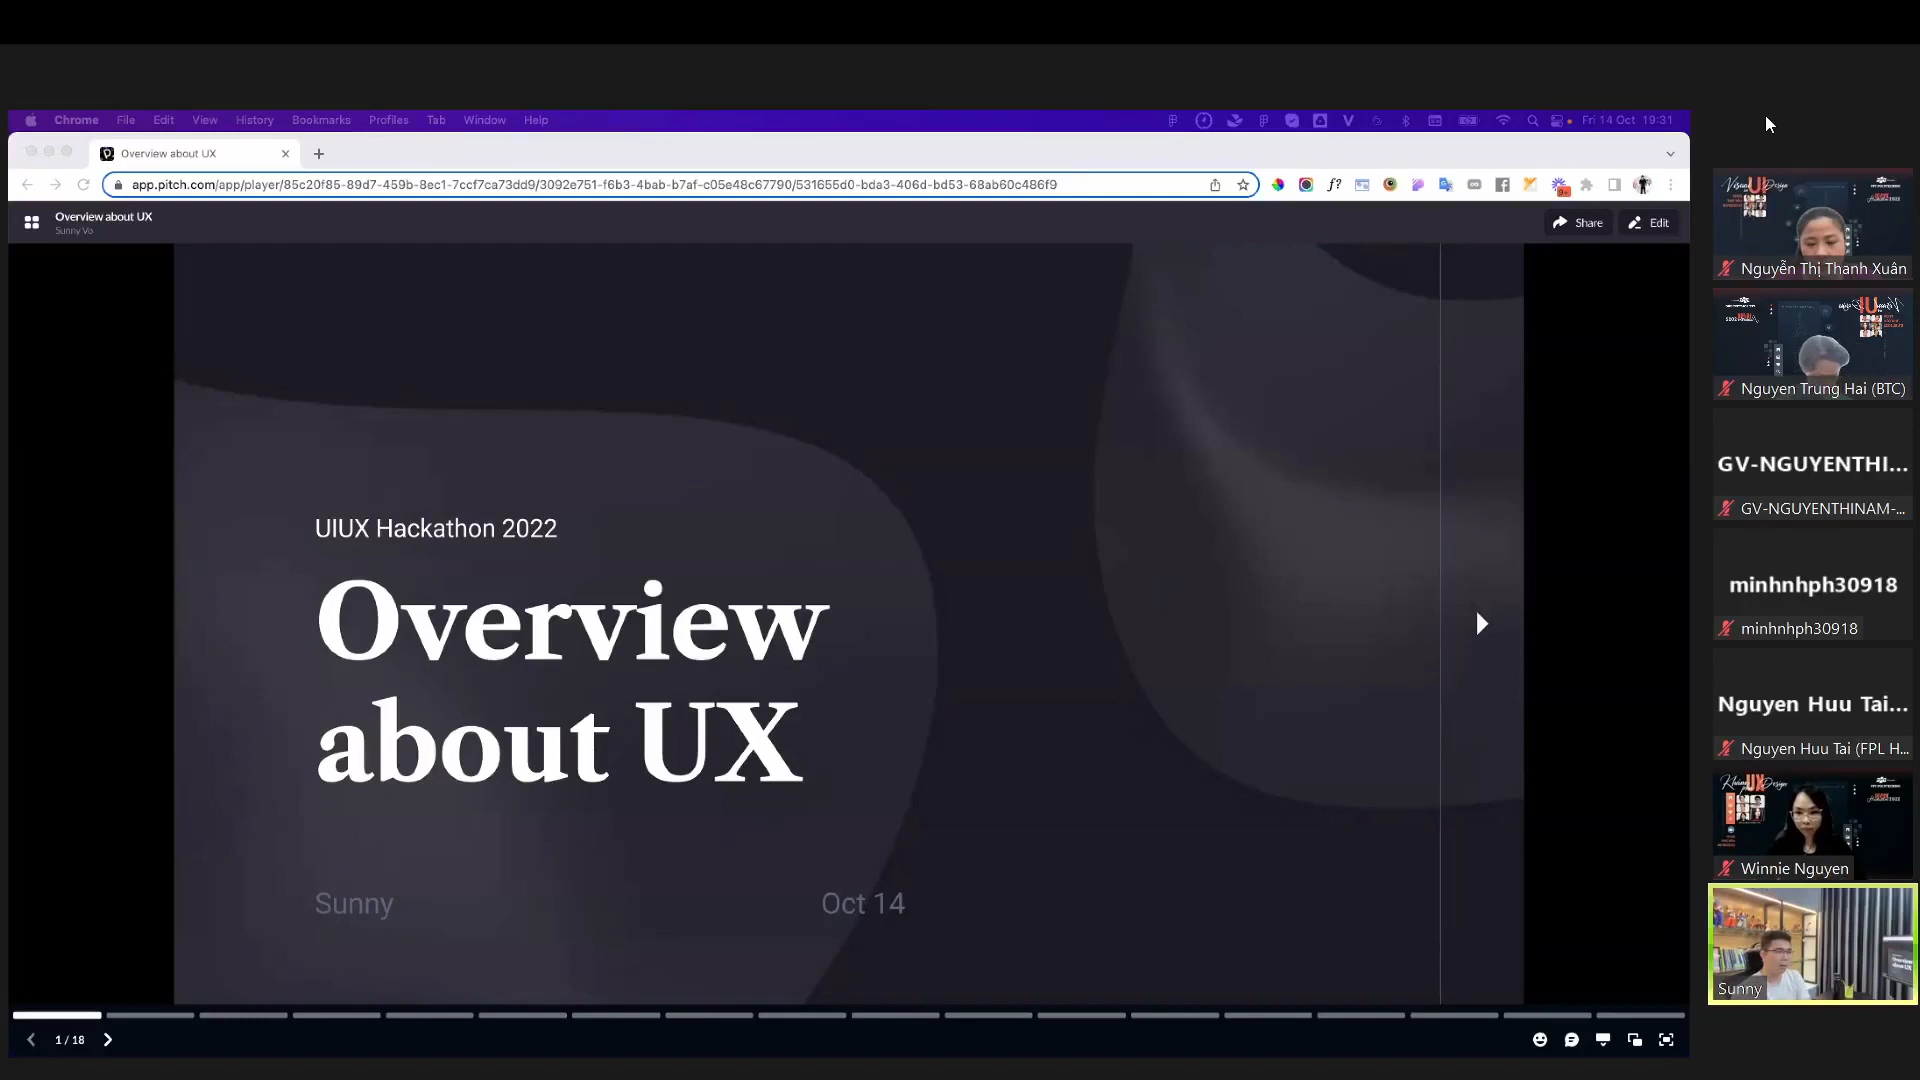 Chrome File Edit View History Bookmarks Profiles Tab Window Help Fri 14 Oct 19:31
Overview about UX
app.pitch.com/app/player/85c20f85-89d7-459b-8ec1-7ccf7ca73dd9/3092e751-f6b3-4bab-b7af-c05e48c67790/531655d0-bda3-406d-bd53-68ab60c486f9
Overview about UX
Sunny Vo
Share Edit
UIUX Hackathon 2022
Overview
about UX
Sunny Oct 14
1 / 18
Nguyễn Thị Thanh Xuân
Nguyen Trung Hai (BTC)
GV-NGUYENTHI...
GV-NGUYENTHINAM-...
minhnhph30918
minhnhph30918
Nguyen Huu Tai...
Nguyen Huu Tai (FPL H...
Winnie Nguyen
Sunny